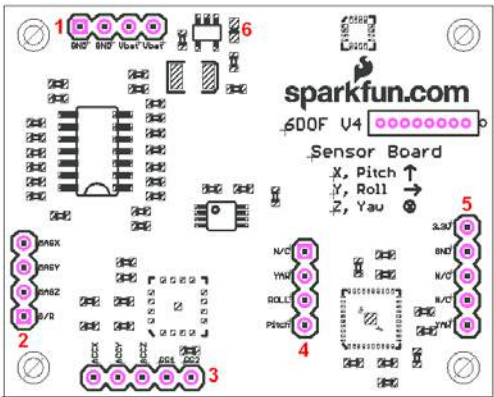 1
GND GND Vbat Vbat
6
sparkfun.com
6DOF V4
Sensor Board
X, Pitch ↑
Y, Roll →
Z, Yaw ⊗
5
3.3V
GND
N/C
N/C
YAW
N/C
YAW
ROLL
Pitch
4
MAGX
MAGY
MAGZ
S/R
2
ACCX ACCY ACCZ
3